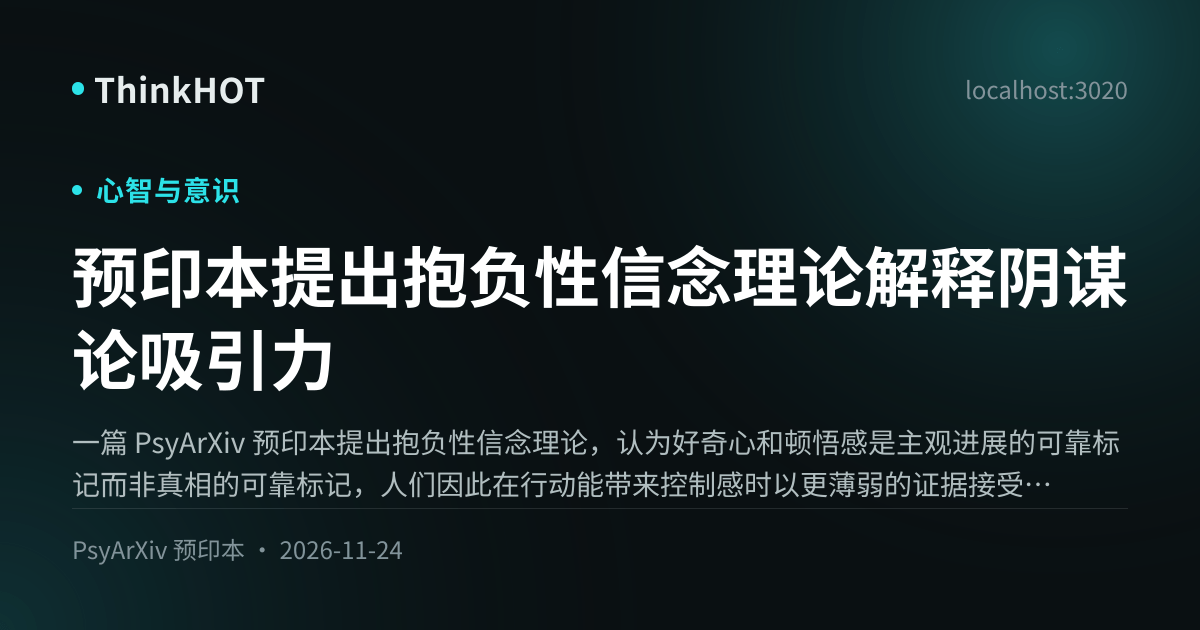 ThinkHOT
localhost:3020
心智与意识
预印本提出抱负性信念理论解释阴谋
论吸引力
一篇 PsyArXiv 预印本提出抱负性信念理论，认为好奇心和顿悟感是主观进展的可靠标
记而非真相的可靠标记，人们因此在行动能带来控制感时以更薄弱的证据接受…
PsyArXiv 预印本 · 2026-11-24